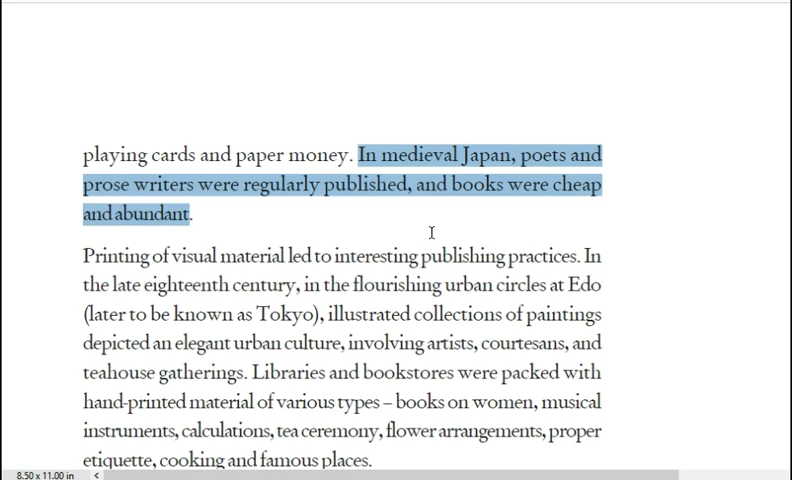 playing cards and paper money. In medieval Japan, poets and
prose writers were regularly published, and books were cheap
and abundant.
Printing of visual material led to interesting publishing practices. In
the late eighteenth century, in the flourishing urban circles at Edo
(later to be known as Tokyo), illustrated collections of paintings
depicted an elegant urban culture, involving artists, courtesans, and
teahouse gatherings. Libraries and bookstores were packed with
hand-printed material of various types – books on women, musical
instruments, calculations, tea ceremony, flower arrangements, proper
etiquette, cooking and famous places.
8.50 x 11.00 in